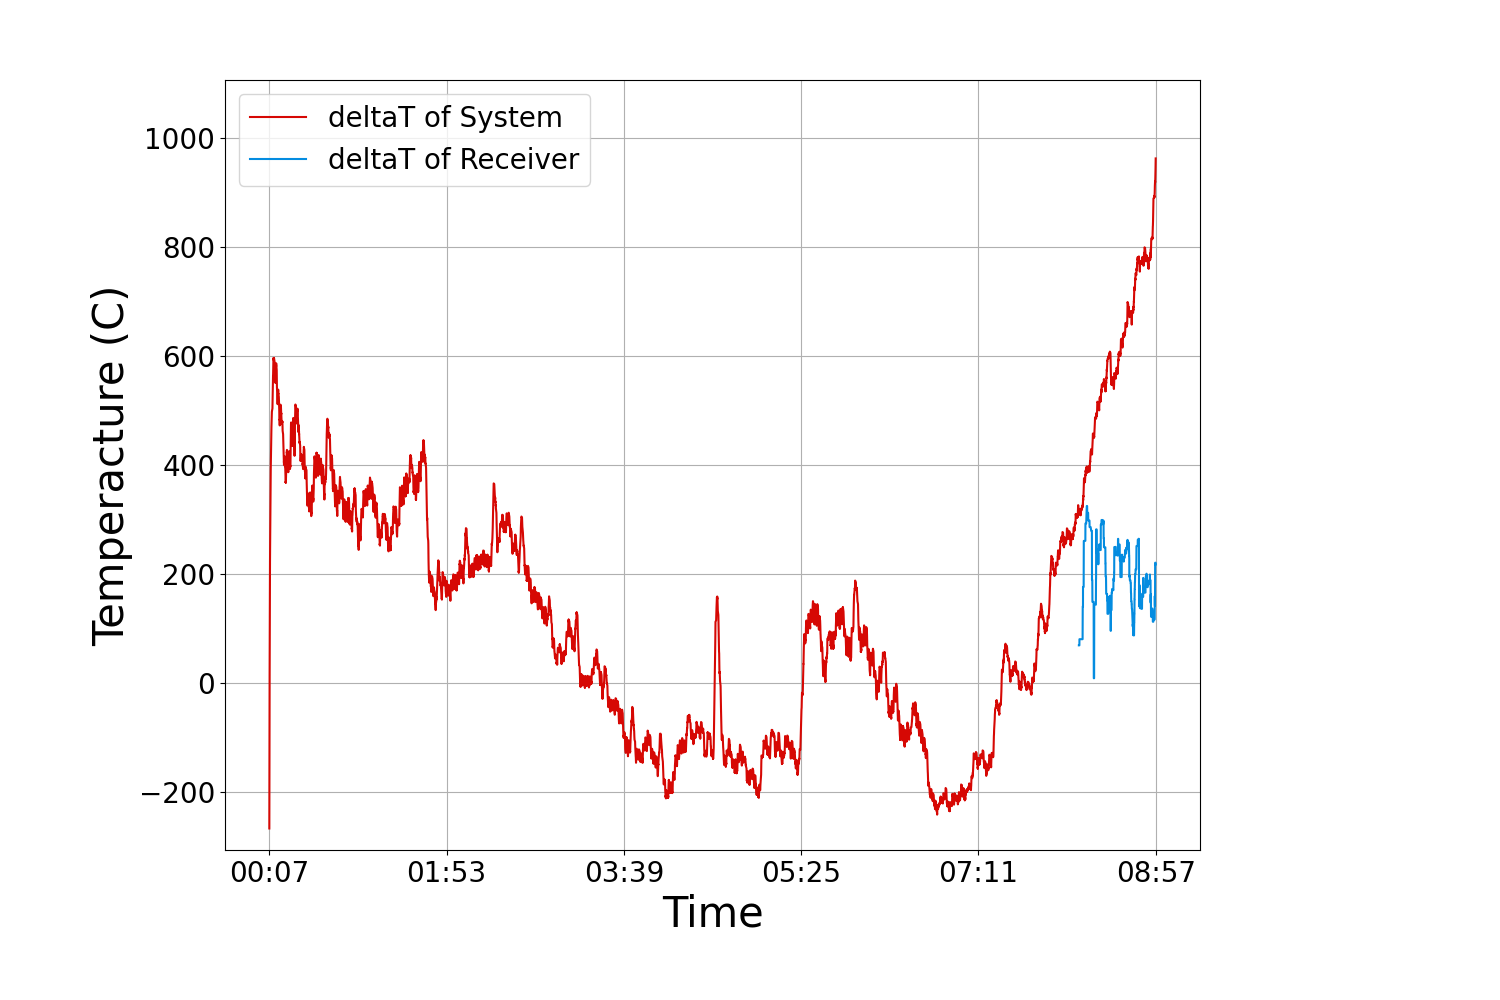 deltaT of System
deltaT of Receiver
1000
800
600
400
200
0
−200
Temperacture (C)
00:07 01:53 03:39 05:25 07:11 08:57
Time